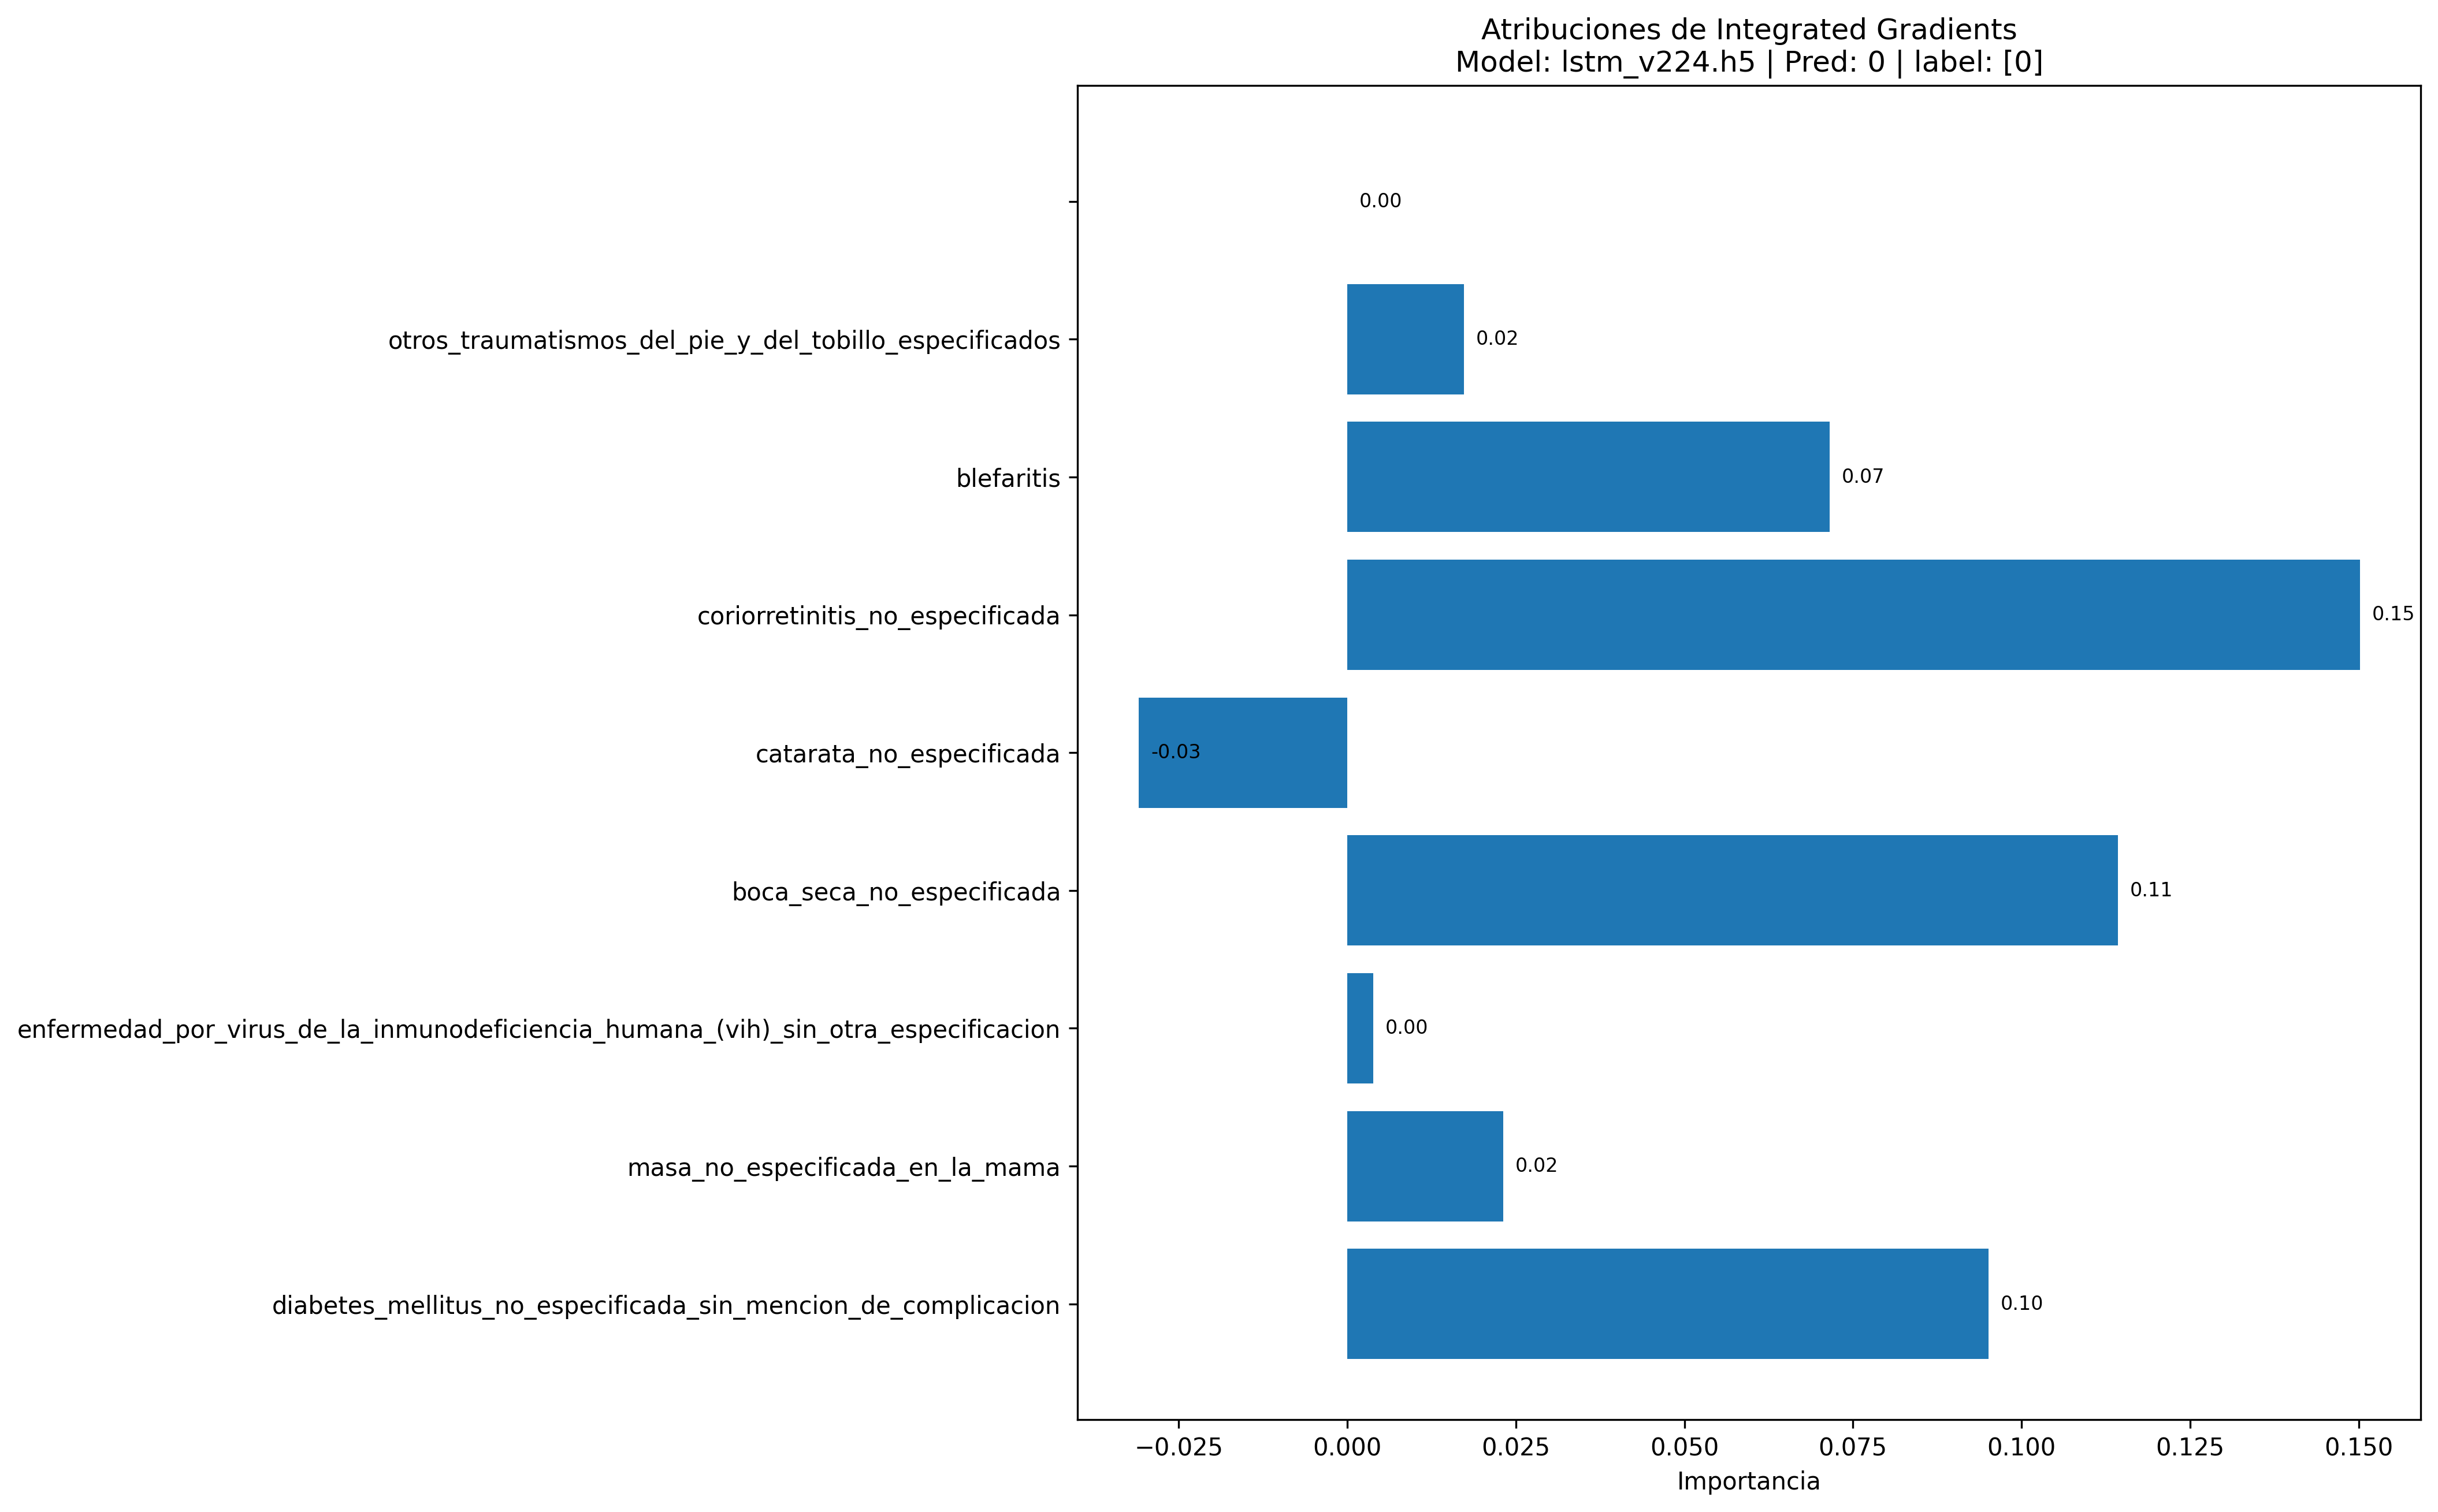 Atribuciones de Integrated Gradients
Model: lstm_v224.h5 | Pred: 0 | label: [0]
0.00
otros_traumatismos_del_pie_y_del_tobillo_especificados
0.02
blefaritis
0.07
coriorretinitis_no_especificada
0.15
catarata_no_especificada
-0.03
boca_seca_no_especificada
0.11
enfermedad_por_virus_de_la_inmunodeficiencia_humana_(vih)_sin_otra_especificacion
0.00
masa_no_especificada_en_la_mama
0.02
diabetes_mellitus_no_especificada_sin_mencion_de_complicacion
0.10
−0.025 0.000 0.025 0.050 0.075 0.100 0.125 0.150
Importancia